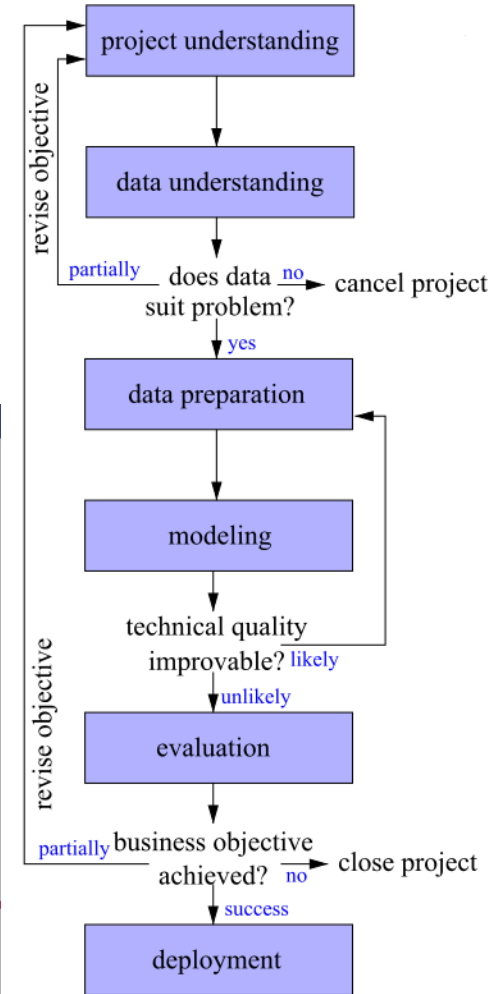 project understanding
revise objective
data understanding
partially
does data
no
cancel project
suit problem?
yes
data preparation
modeling
technical quality
improvable?
likely
unlikely
revise objective
evaluation
partially
business objective
achieved?
no
close project
success
deployment